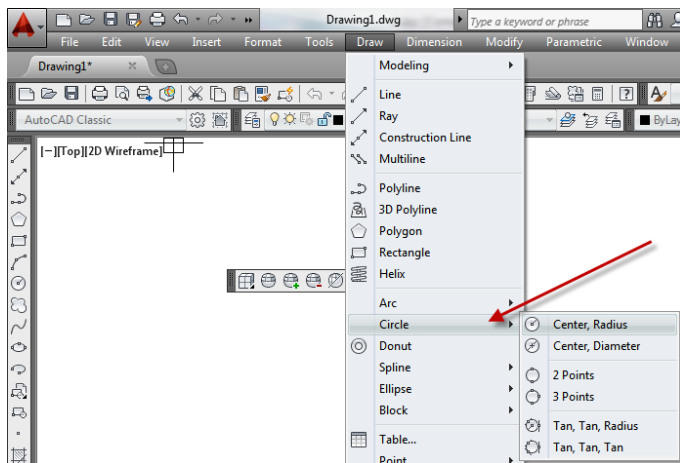 Drawing1.dwg
Type a keyword or phrase
File Edit View Insert Format Tools Draw Dimension Modify Parametric Window
Drawing1*
AutoCAD Classic
ByLay
[−][Top][2D Wireframe]
Modeling
Line
Ray
Construction Line
Multiline
Polyline
3D Polyline
Polygon
Rectangle
Helix
Arc
Circle
Center, Radius
Donut
Center, Diameter
Spline
2 Points
Ellipse
3 Points
Block
Tan, Tan, Radius
Table...
Tan, Tan, Tan
Point